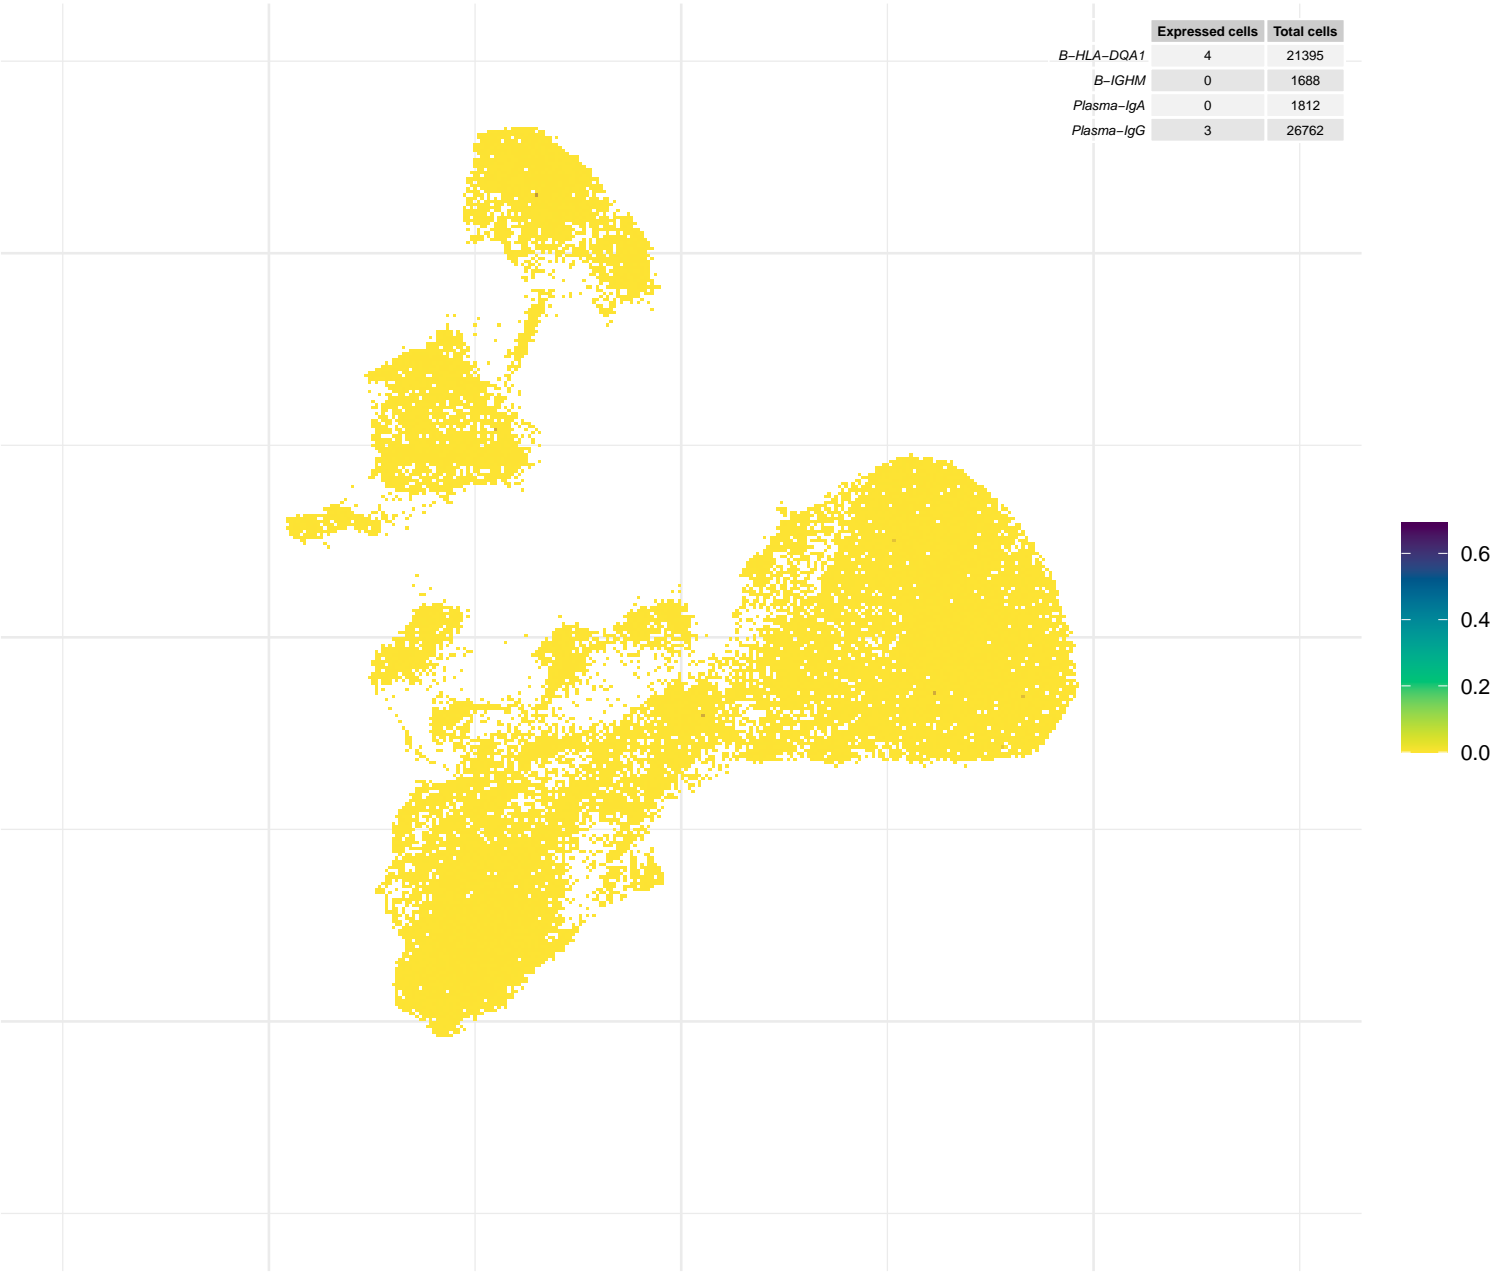 Expressed cells Total cells
B−HLA−DQA1 4 21395
B−IGHM 0 1688
Plasma−IgA 0 1812
Plasma−IgG 3 26762
0.6
0.4
0.2
0.0